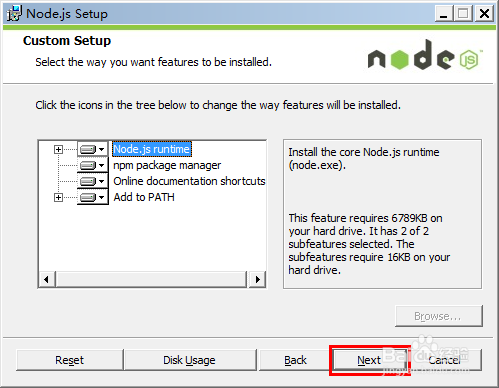 Node.js Setup
Custom Setup
Select the way you want features to be installed.
node
JS
Click the icons in the tree below to change the way features will be installed.
Node.js runtime
npm package manager
Online documentation shortcuts
Add to PATH
Install the core Node.js runtime
(node.exe).
This feature requires 6789KB on
your hard drive. It has 2 of 2
subfeatures selected. The
subfeatures require 16KB on your
hard drive.
Browse...
Reset
Disk Usage
Back
Next
Cancel